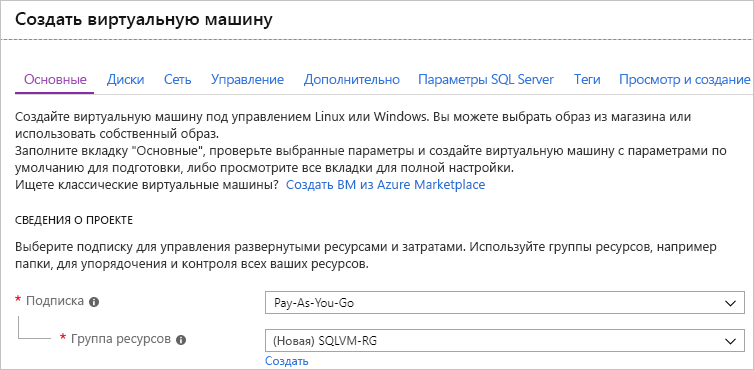 Создать виртуальную машину
Основные Диски Сеть Управление Дополнительно Параметры SQL Server Теги Просмотр и создание
Создайте виртуальную машину под управлением Linux или Windows. Вы можете выбрать образ из магазина или
использовать собственный образ.
Заполните вкладку "Основные", проверьте выбранные параметры и создайте виртуальную машину с параметрами по
умолчанию для подготовки, либо просмотрите все вкладки для полной настройки.
Ищете классические виртуальные машины? Создать ВМ из Azure Marketplace
СВЕДЕНИЯ О ПРОЕКТЕ
Выберите подписку для управления развернутыми ресурсами и затратами. Используйте группы ресурсов, например
папки, для упорядочения и контроля всех ваших ресурсов.
* Подписка Pay-As-You-Go
* Группа ресурсов (Новая) SQLVM-RG
Создать